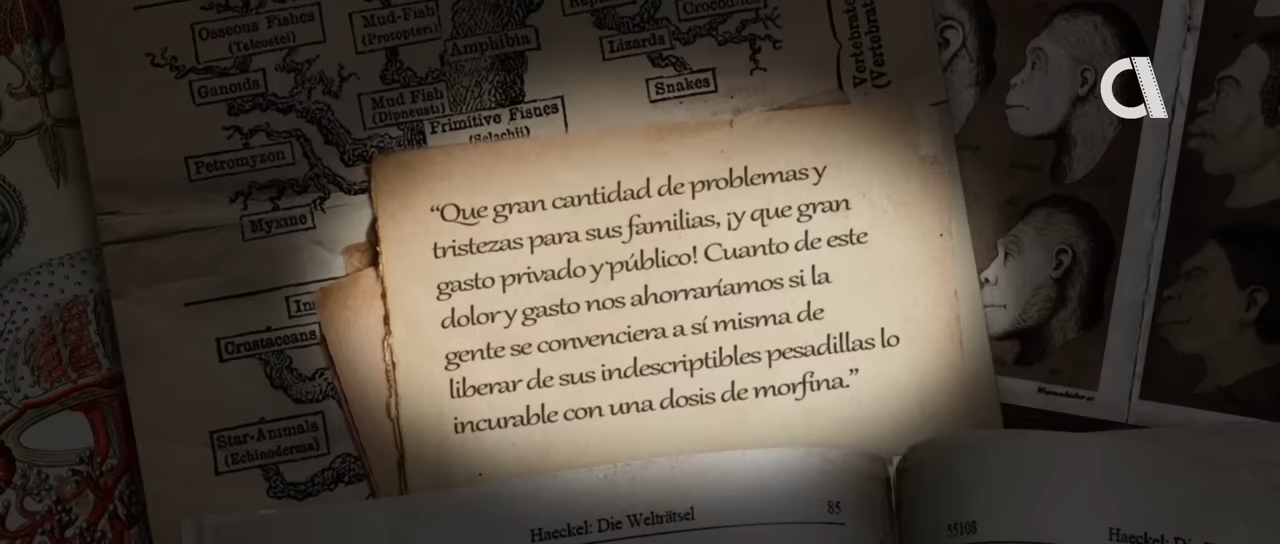 Osseous Fishes
(Teleostei)
Mud-Fish
(Protopteri)
Amphibia
Crocodiles
Lizards
Snakes
Ganoids
Mud Fish
(Dipneusti)
Primitive Fishes
(Selachii)
Petromyzon
Myxine
Crustaceans
Star-Animals
(Echinoderma)
“Que gran cantidad de problemas y
tristezas para sus familias, ¡y que gran
gasto privado y público! Cuanto de este
dolor y gasto nos ahorraríamos si la
gente se convenciera a sí misma de
liberar de sus indescriptibles pesadillas lo
incurable con una dosis de morfina.”
Haeckel: Die Welträtsel
85
55108
Haeckel: Di